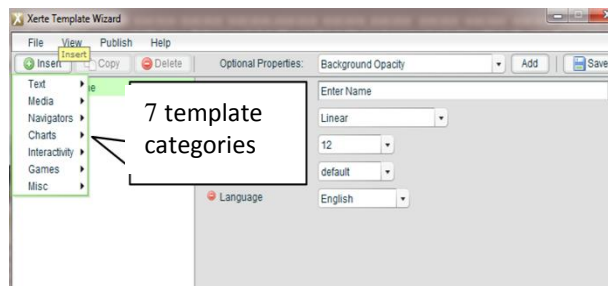 Xerte Template Wizard
File View Publish Help
Insert
Insert Copy Delete Optional Properties: Background Opacity Add Save
Text
Enter Name
Media
Navigators
Linear
Charts
12
Interactivity
Games
default
Misc
Language English
7 template
categories